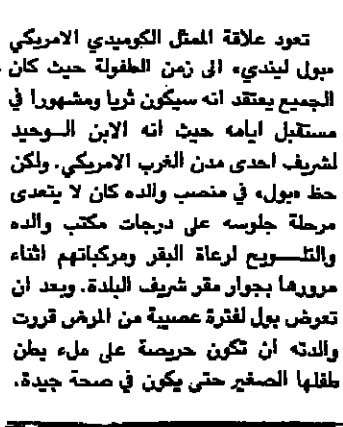 تعود علاقة الممثل الكوميدي الامريكي
«بول ليندي» الى زمن الطفولة حيث كان
الجميع يعتقد انه سيكون ثريا ومشهورا في
مستقبل ايامه حيث انه الابن الوحيد
لشريف احدى مدن الغرب الامريكي. ولكن
حظ «بول» في منصب والده كان لا يتعدى
مرحلة جلوسه على درجات مكتب والده
والتلويح لرعاة البقر ومركباتهم اثناء
مرورها بجوار مقر شريف البلدة. وبعد ان
تعرض بول لفترة عصيبة من المرض قررت
والدته ان تكون حريصة على ملء بطن
طفلها الصغير حتى يكون في صحة جيدة.